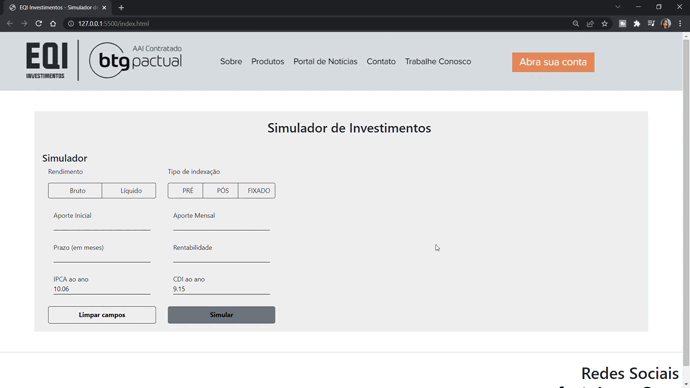 EQI Investimentos - Simulador d
127.0.0.1:5500/index.html
EQI
INVESTIMENTOS
AAI Contratado
btgpactual
Sobre Produtos Portal de Notícias Contato Trabalhe Conosco
Abra sua conta
Simulador de Investimentos
Simulador
Rendimento Tipo de indexação
Bruto Líquido PRÉ PÓS FIXADO
Aporte Inicial Aporte Mensal
Prazo (em meses) Rentabilidade
IPCA ao ano CDI ao ano
10.06 9.15
Limpar campos Simular
Redes Sociais